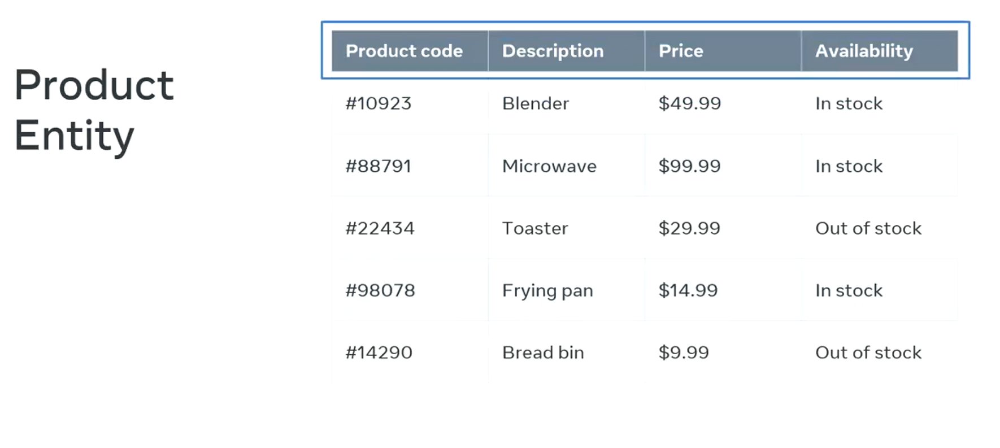 Product
Entity
Product code Description Price Availability
#10923 Blender $49.99 In stock
#88791 Microwave $99.99 In stock
#22434 Toaster $29.99 Out of stock
#98078 Frying pan $14.99 In stock
#14290 Bread bin $9.99 Out of stock